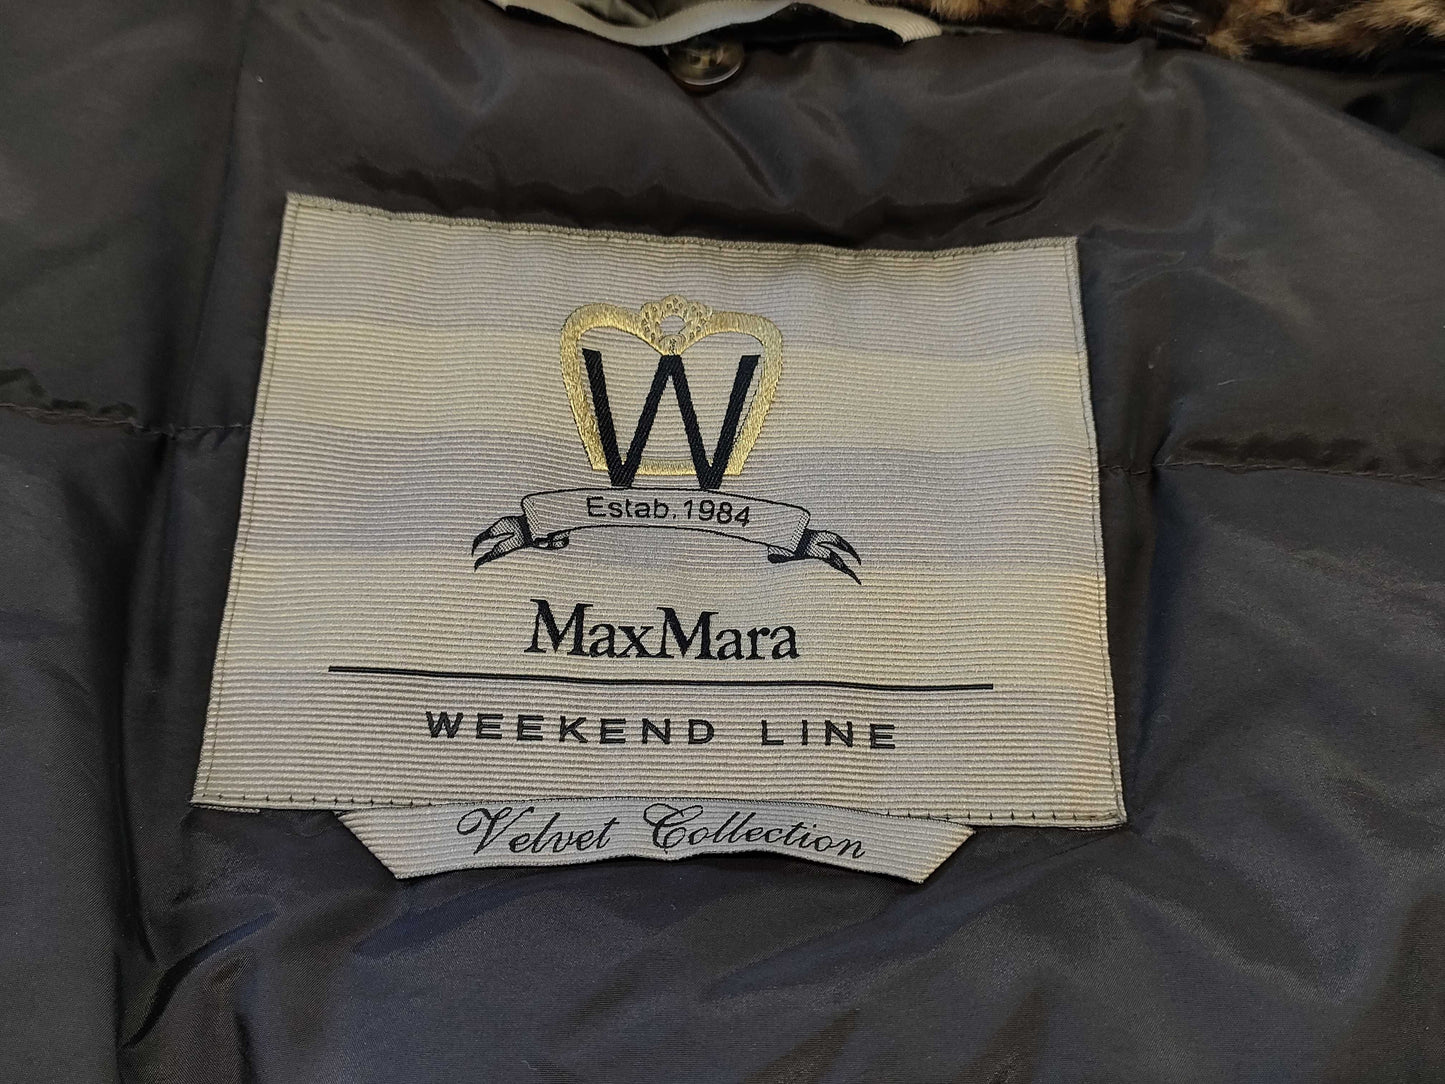 W
Estab. 1984
MaxMara
WEEKEND LINE
Velvet Collection